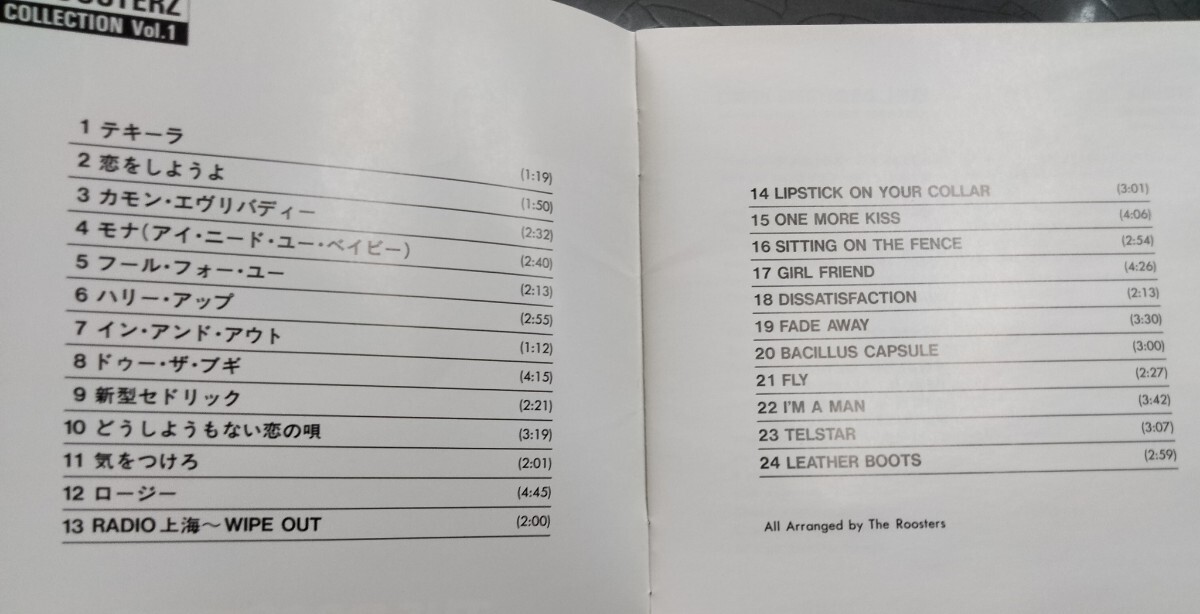 OOSTERZ
COLLECTION Vol.1
1 テキーラ (1:19)
2 恋をしようよ (1:50)
3 カモン・エヴリバディー (2:32)
4 モナ(アイ・ニード・ユー・ベイビー) (2:40)
5 フール・フォー・ユー (2:13)
6 ハリー・アップ (2:55)
7 イン・アンド・アウト (1:12)
8 ドゥー・ザ・ブギ (4:15)
9 新型セドリック (2:21)
10 どうしようもない恋の唄 (3:19)
11 気をつけろ (2:01)
12 ロージー (4:45)
13 RADIO 上海〜WIPE OUT (2:00)
14 LIPSTICK ON YOUR COLLAR (3:01)
15 ONE MORE KISS (4:06)
16 SITTING ON THE FENCE (2:54)
17 GIRL FRIEND (4:26)
18 DISSATISFACTION (2:13)
19 FADE AWAY (3:30)
20 BACILLUS CAPSULE (3:00)
21 FLY (2:27)
22 I'M A MAN (3:42)
23 TELSTAR (3:07)
24 LEATHER BOOTS (2:59)
All Arranged by The Roosters